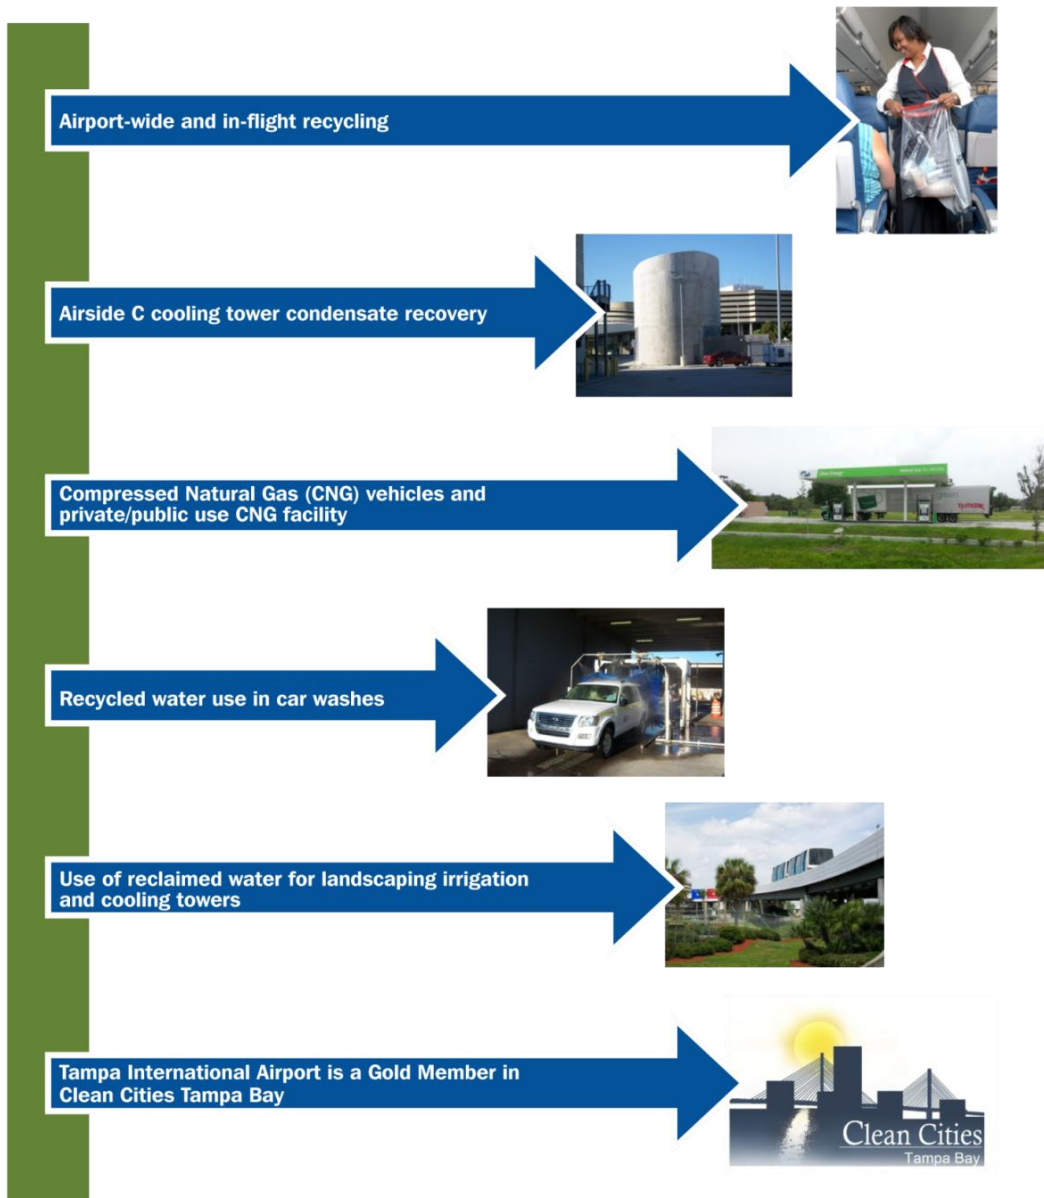 Airport-wide and in-flight recycling
Airside C cooling tower condensate recovery
Compressed Natural Gas (CNG) vehicles and
private/public use CNG facility
Recycled water use in car washes
Use of reclaimed water for landscaping irrigation
and cooling towers
Tampa International Airport is a Gold Member in
Clean Cities Tampa Bay
Clean Cities
Tampa Bay